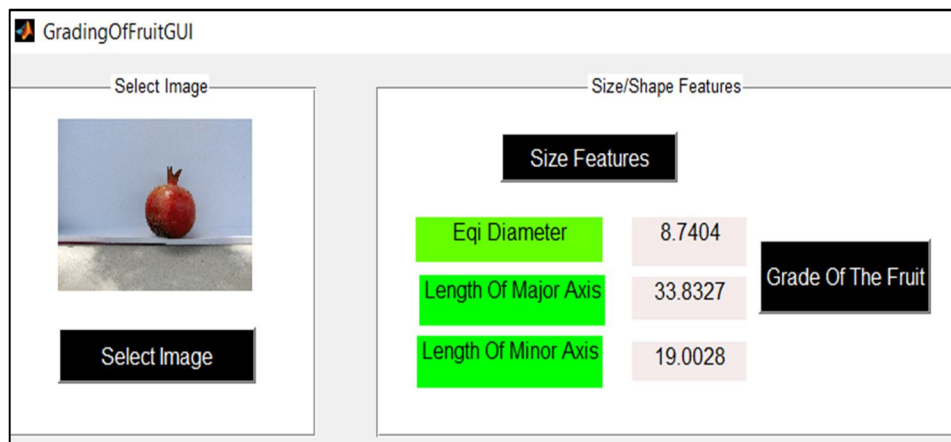 GradingOfFruitGUI
Select Image
Select Image
Size/Shape Features
Size Features
Eqi Diameter 8.7404
Length Of Major Axis 33.8327
Length Of Minor Axis 19.0028
Grade Of The Fruit